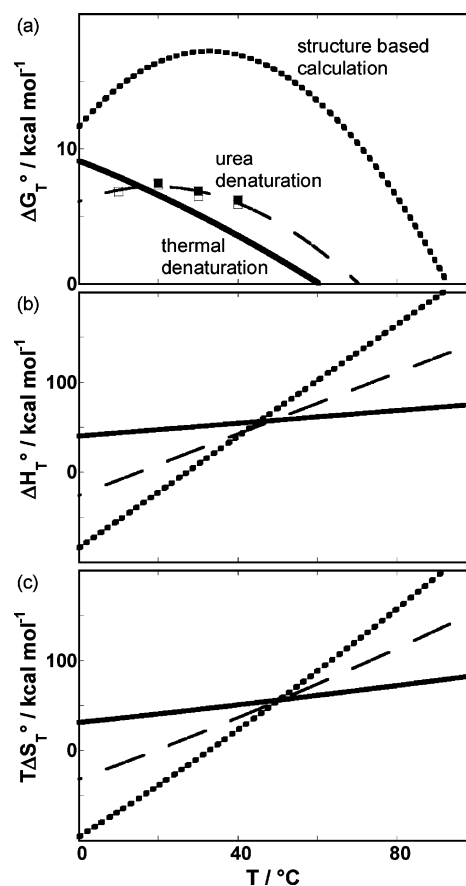 (a)
structure based
calculation
ΔG_T° / kcal mol⁻¹
10
urea
denaturation
thermal
denaturation
0
(b)
ΔH_T° / kcal mol⁻¹
100
0
(c)
TΔS_T° / kcal mol⁻¹
100
0
0 40 80
T / °C